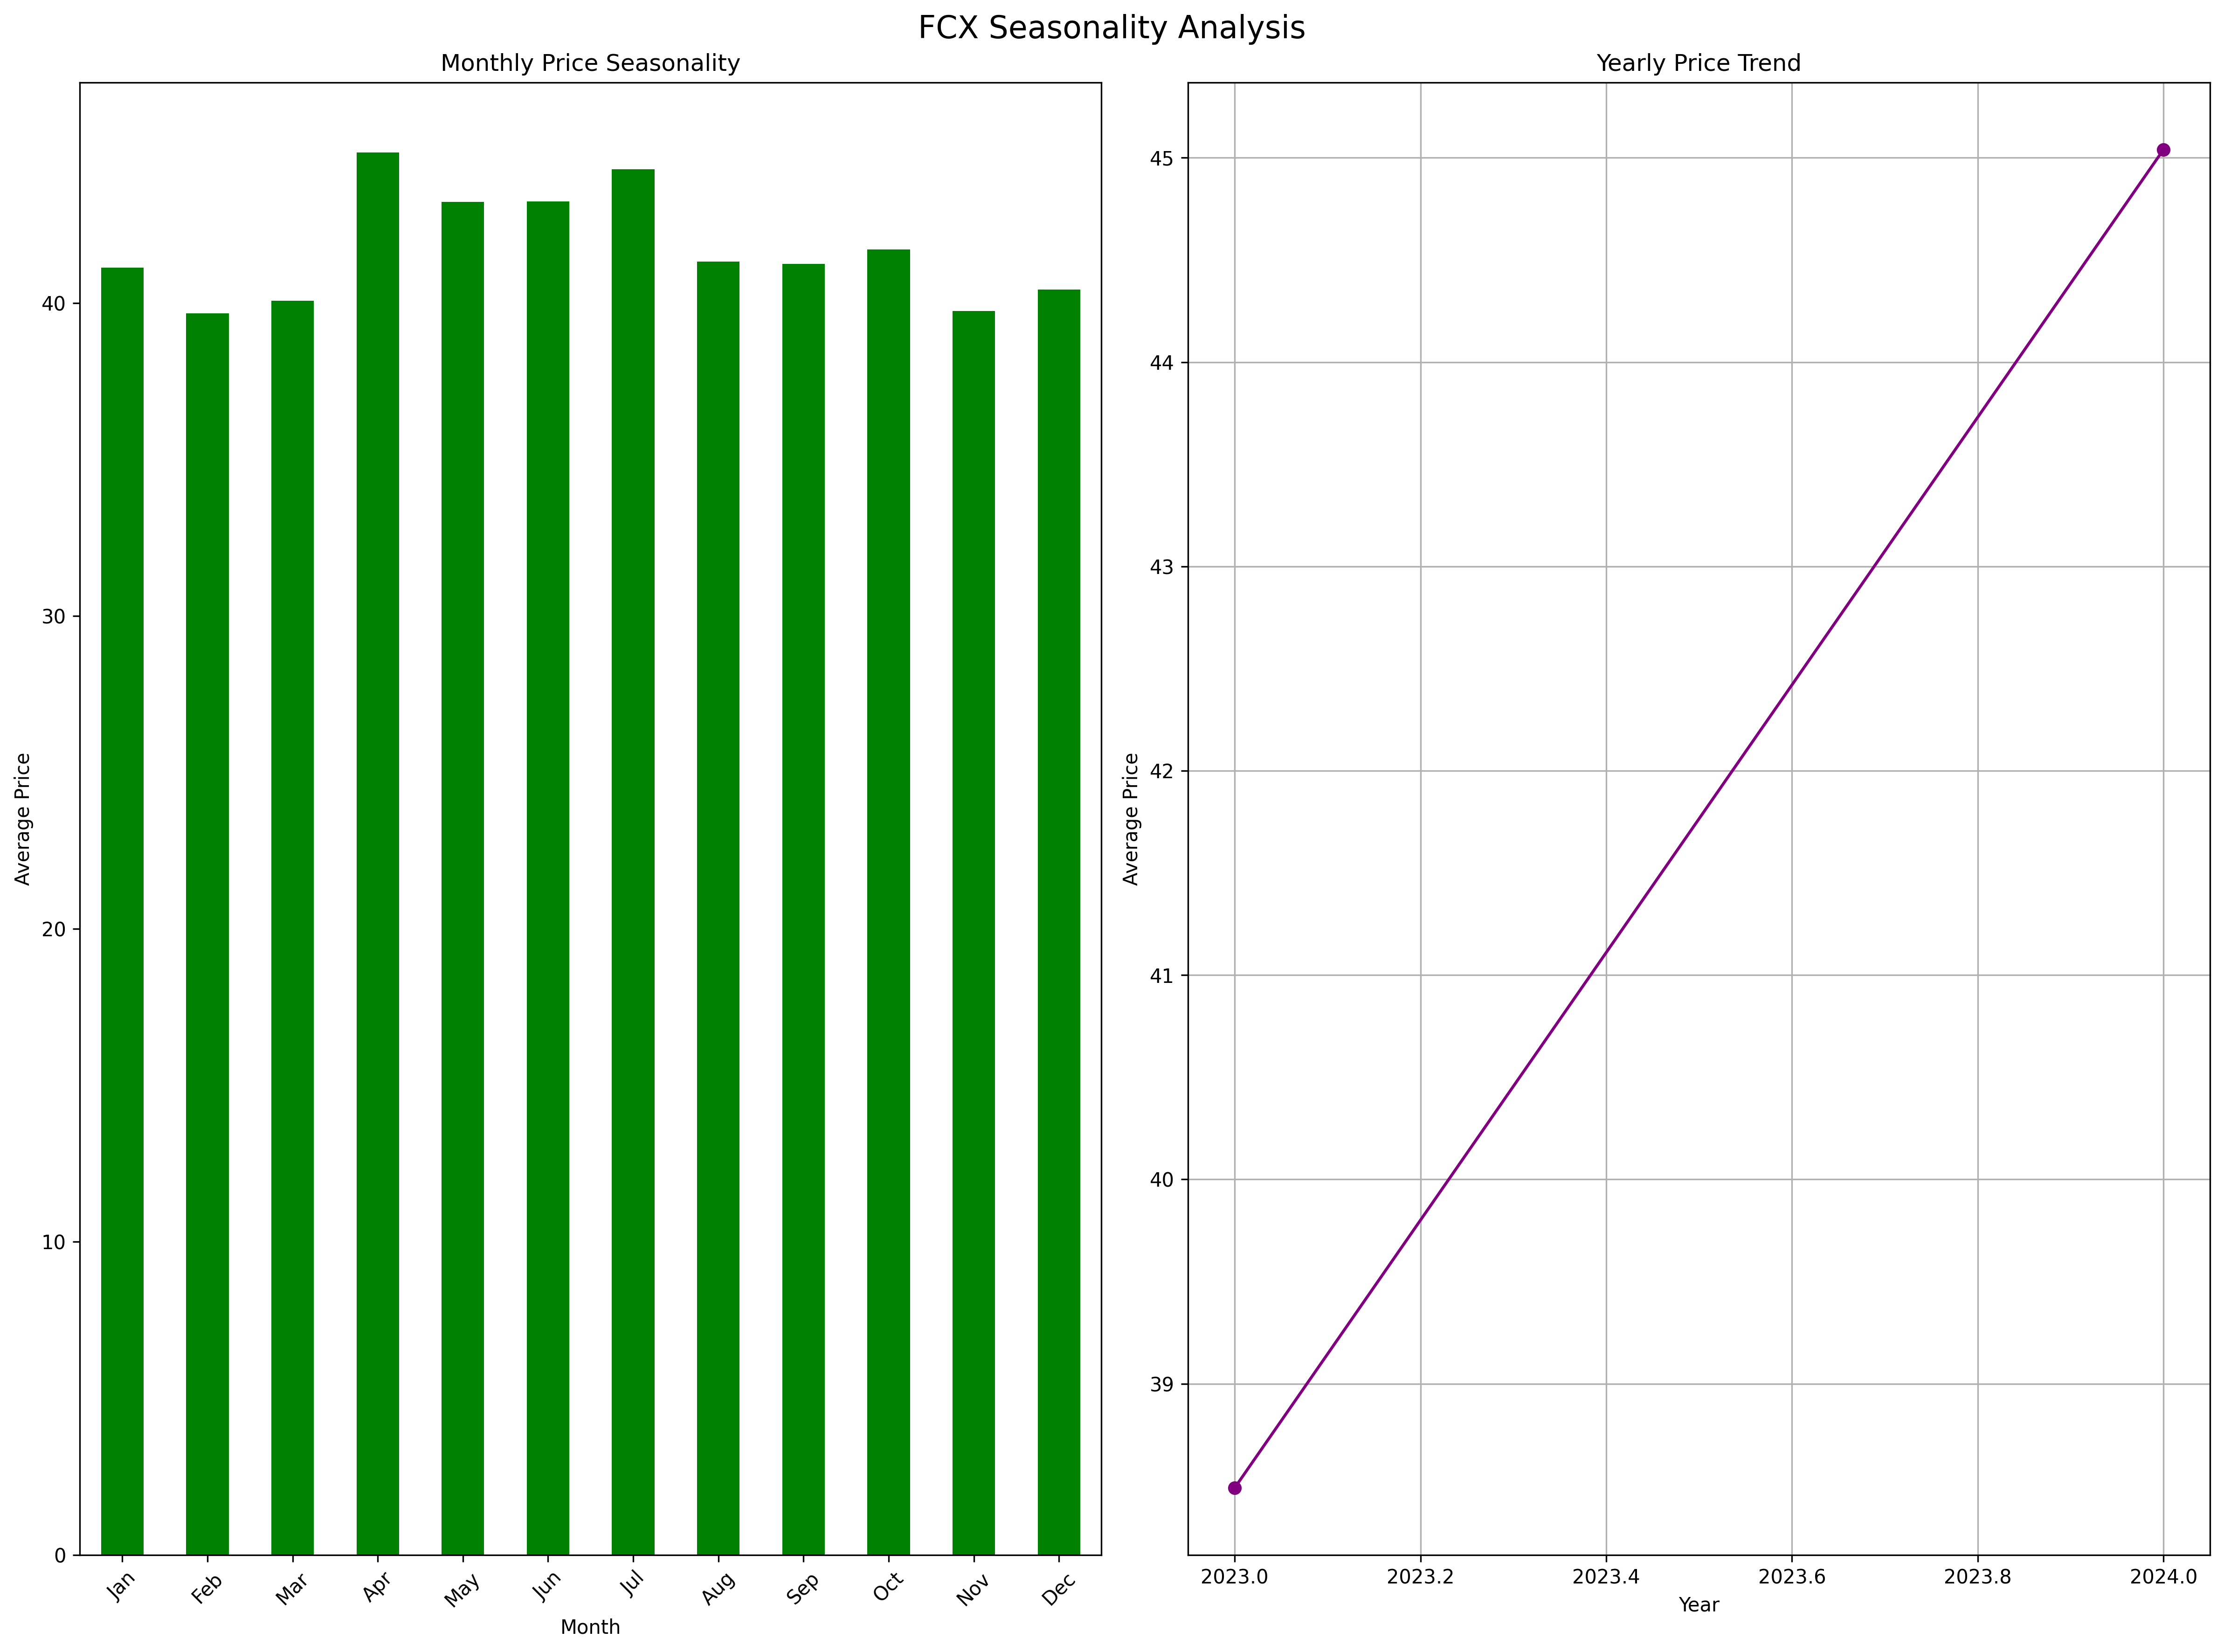 FCX Seasonality Analysis
Monthly Price Seasonality
Average Price
40
30
20
10
0
Jan
Feb
Mar
Apr
May
Jun
Jul
Aug
Sep
Oct
Nov
Dec
Month
Yearly Price Trend
Average Price
45
44
43
42
41
40
39
2023.0
2023.2
2023.4
2023.6
2023.8
2024.0
Year